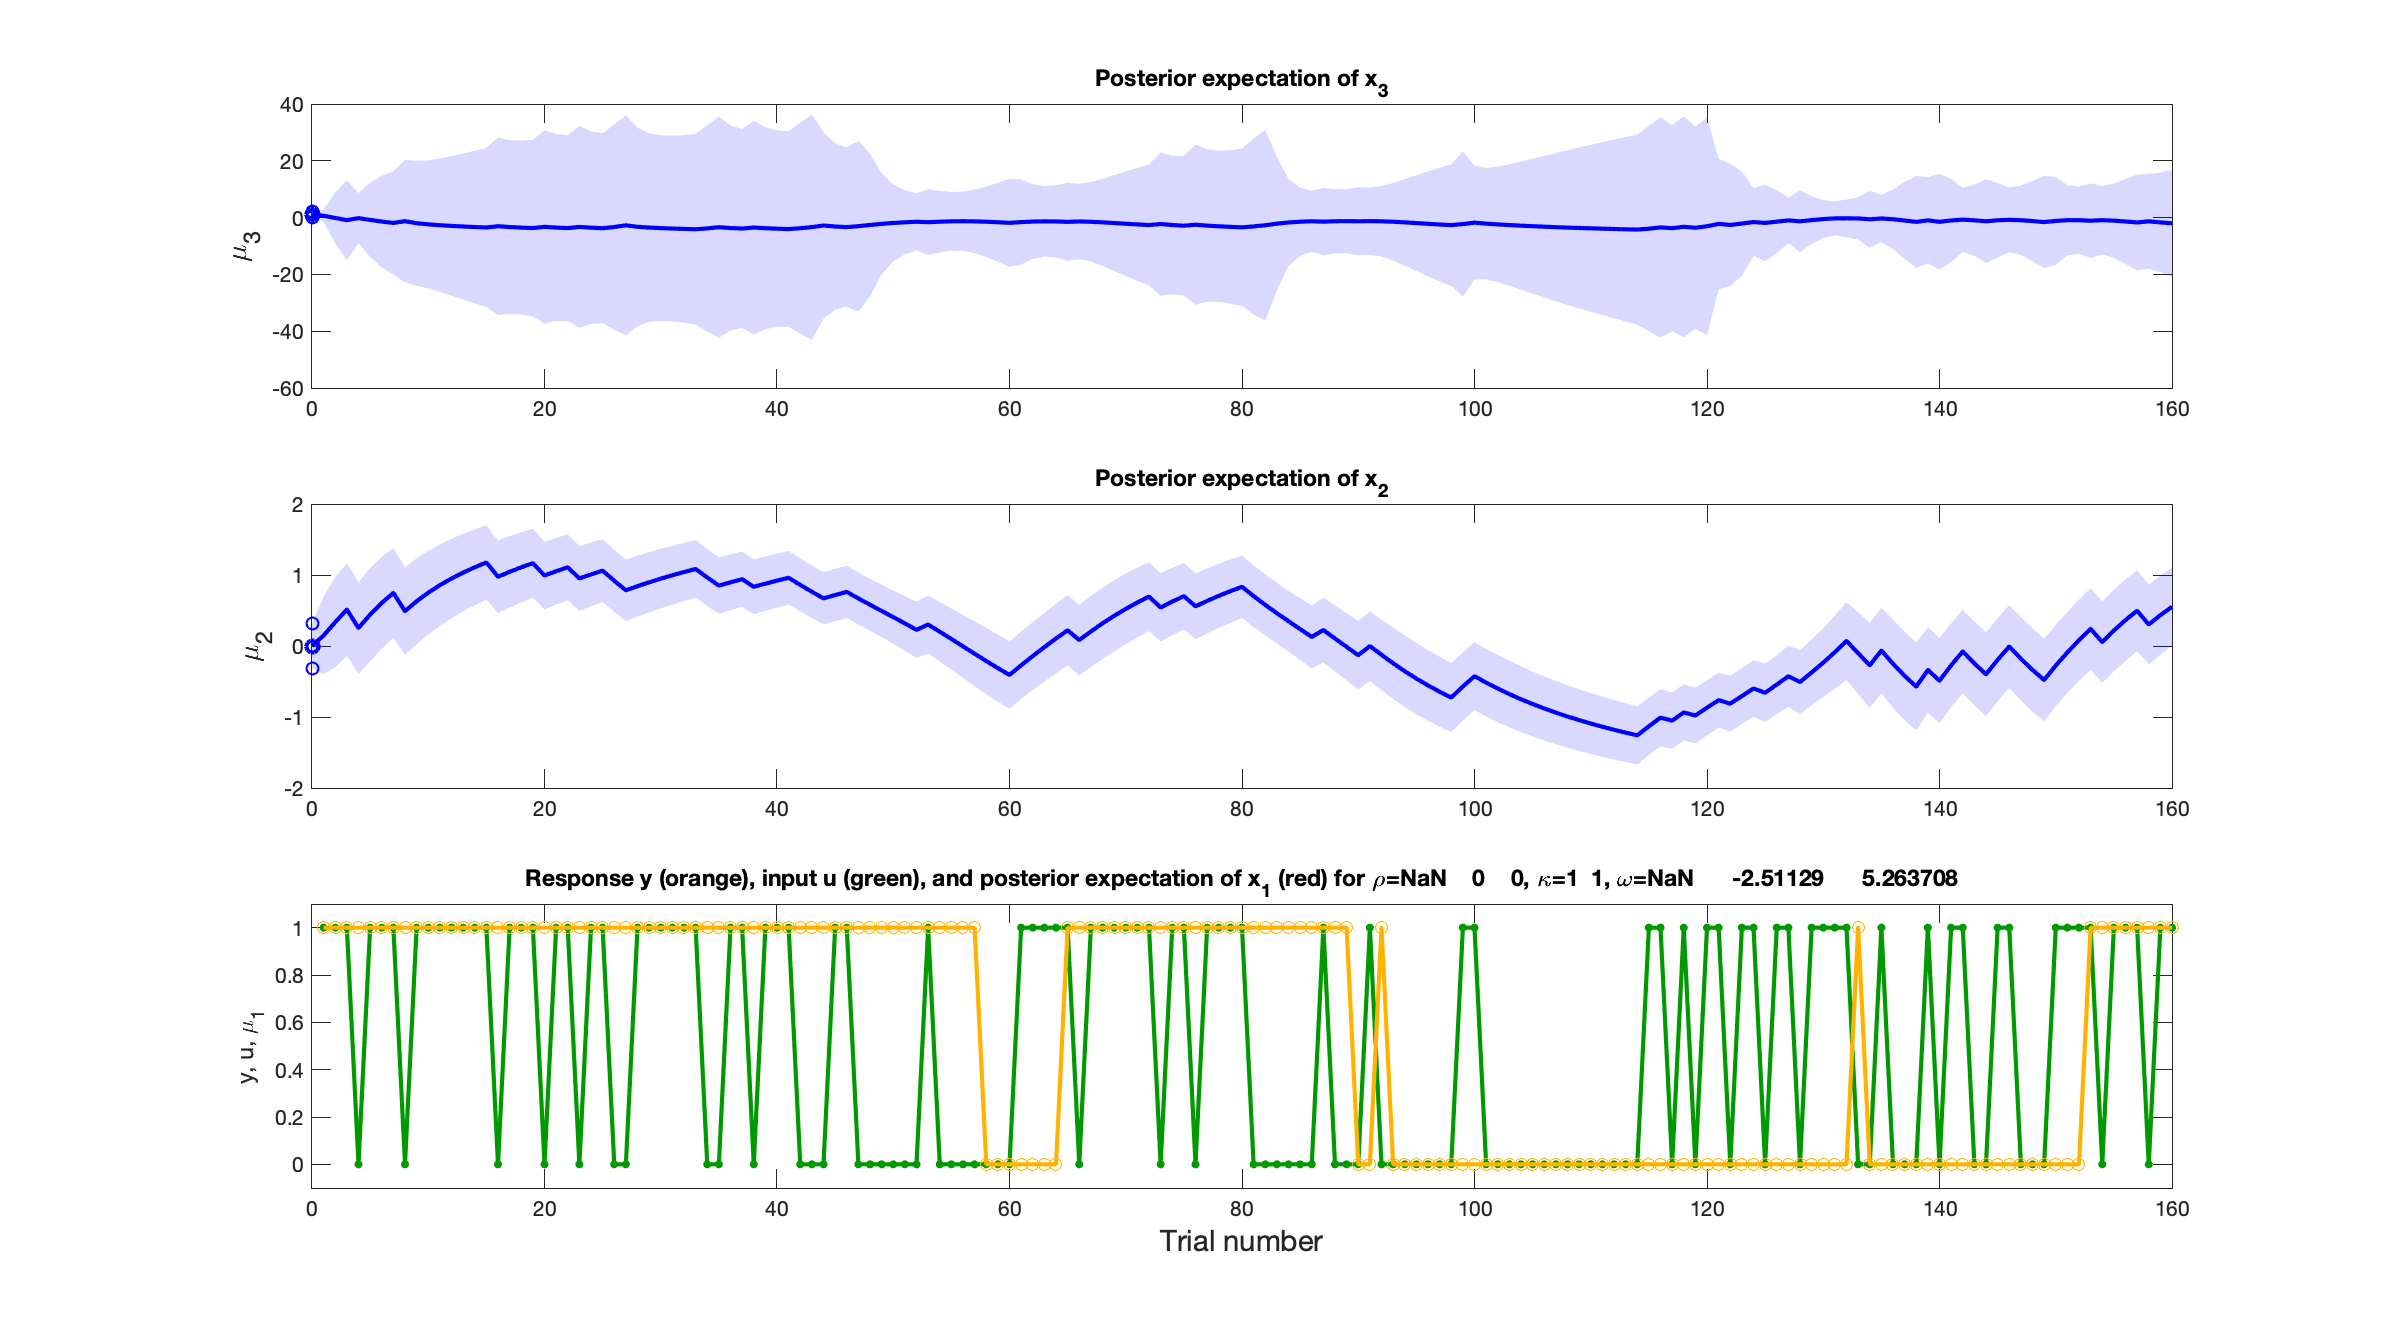 Posterior expectation of x3
40
20
0
-20
-40
-60
μ3
0 20 40 60 80 100 120 140 160
Posterior expectation of x2
2
1
0
-1
-2
μ2
0 20 40 60 80 100 120 140 160
Response y (orange), input u (green), and posterior expectation of x1 (red) for ρ=NaN 0 0, κ=1 1, ω=NaN -2.51129 5.263708
1
0.8
0.6
0.4
0.2
0
y, u, μ1
0 20 40 60 80 100 120 140 160
Trial number